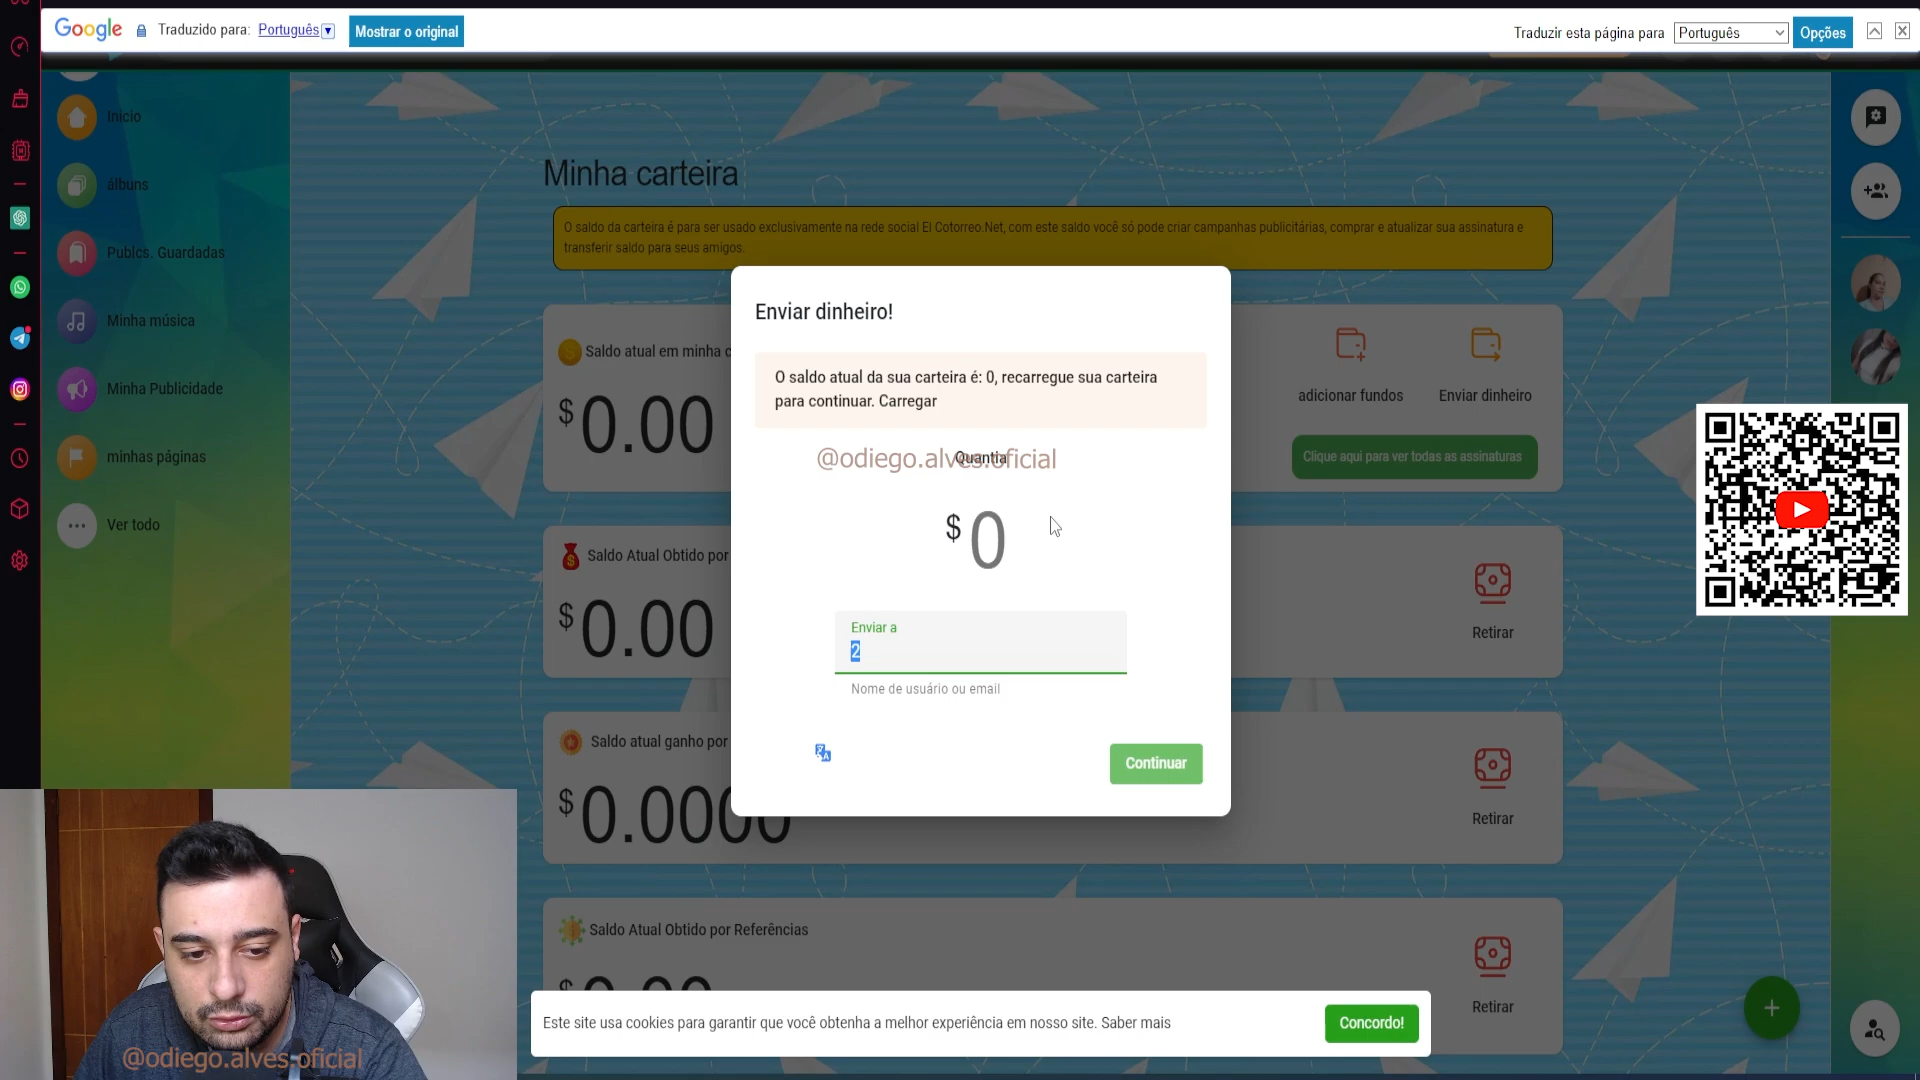 Google
Traduzido para: Português
Mostrar o original
Traduzir esta página para
Português
Opções
Inicio
álbuns
Publcs. Guardadas
Minha música
Minha Publicidade
minhas páginas
Ver todo
Minha carteira
O saldo da carteira é para ser usado exclusivamente na rede social El Cotorreo.Net, com este saldo você só pode criar campanhas publicitárias, comprar e atualizar sua assinatura e
transferir saldo para seus amigos.
Saldo atual em minha c
$ 0.00
adicionar fundos
Enviar dinheiro
Clique aqui para ver todas as assinaturas
Enviar dinheiro!
O saldo atual da sua carteira é: 0, recarregue sua carteira
para continuar. Carregar
Quantia
@odiego.alves.oficial
$ 0
Enviar a
2
Nome de usuário ou email
Continuar
Saldo Atual Obtido por
$ 0.00
Retirar
Saldo atual ganho por
$ 0.0000
Retirar
Saldo Atual Obtido por Referências
$ 0.00
Retirar
Este site usa cookies para garantir que você obtenha a melhor experiência em nosso site. Saber mais
Concordo!
@odiego.alves.oficial